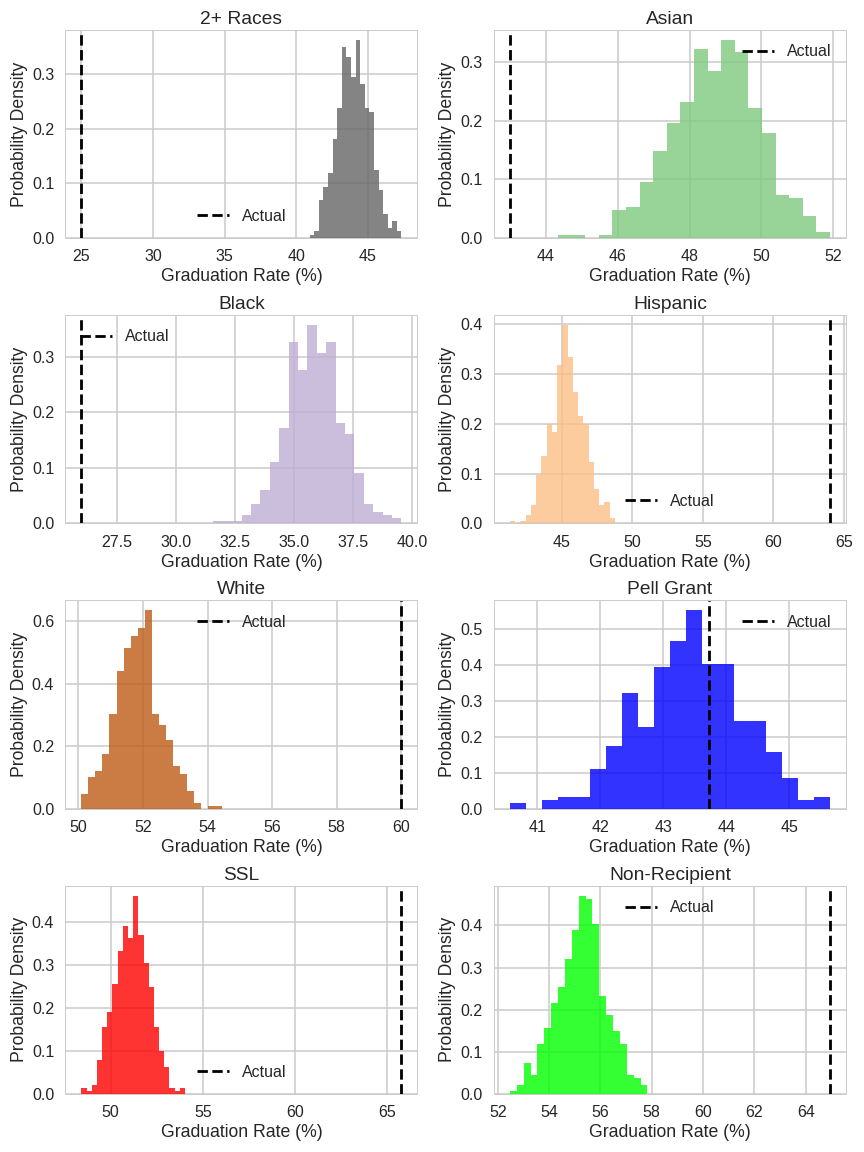 2+ Races
Probability Density
0.3
0.2
0.1
0.0
Actual
25 30 35 40 45
Graduation Rate (%)
Asian
Probability Density
0.3
0.2
0.1
0.0
Actual
44 46 48 50 52
Graduation Rate (%)
Black
Probability Density
0.3
0.2
0.1
0.0
Actual
27.5 30.0 32.5 35.0 37.5 40.0
Graduation Rate (%)
Hispanic
Probability Density
0.4
0.3
0.2
0.1
0.0
Actual
45 50 55 60 65
Graduation Rate (%)
White
Probability Density
0.6
0.4
0.2
0.0
Actual
50 52 54 56 58 60
Graduation Rate (%)
Pell Grant
Probability Density
0.5
0.4
0.3
0.2
0.1
0.0
Actual
41 42 43 44 45
Graduation Rate (%)
SSL
Probability Density
0.4
0.3
0.2
0.1
0.0
Actual
50 55 60 65
Graduation Rate (%)
Non-Recipient
Probability Density
0.4
0.3
0.2
0.1
0.0
Actual
52 54 56 58 60 62 64
Graduation Rate (%)